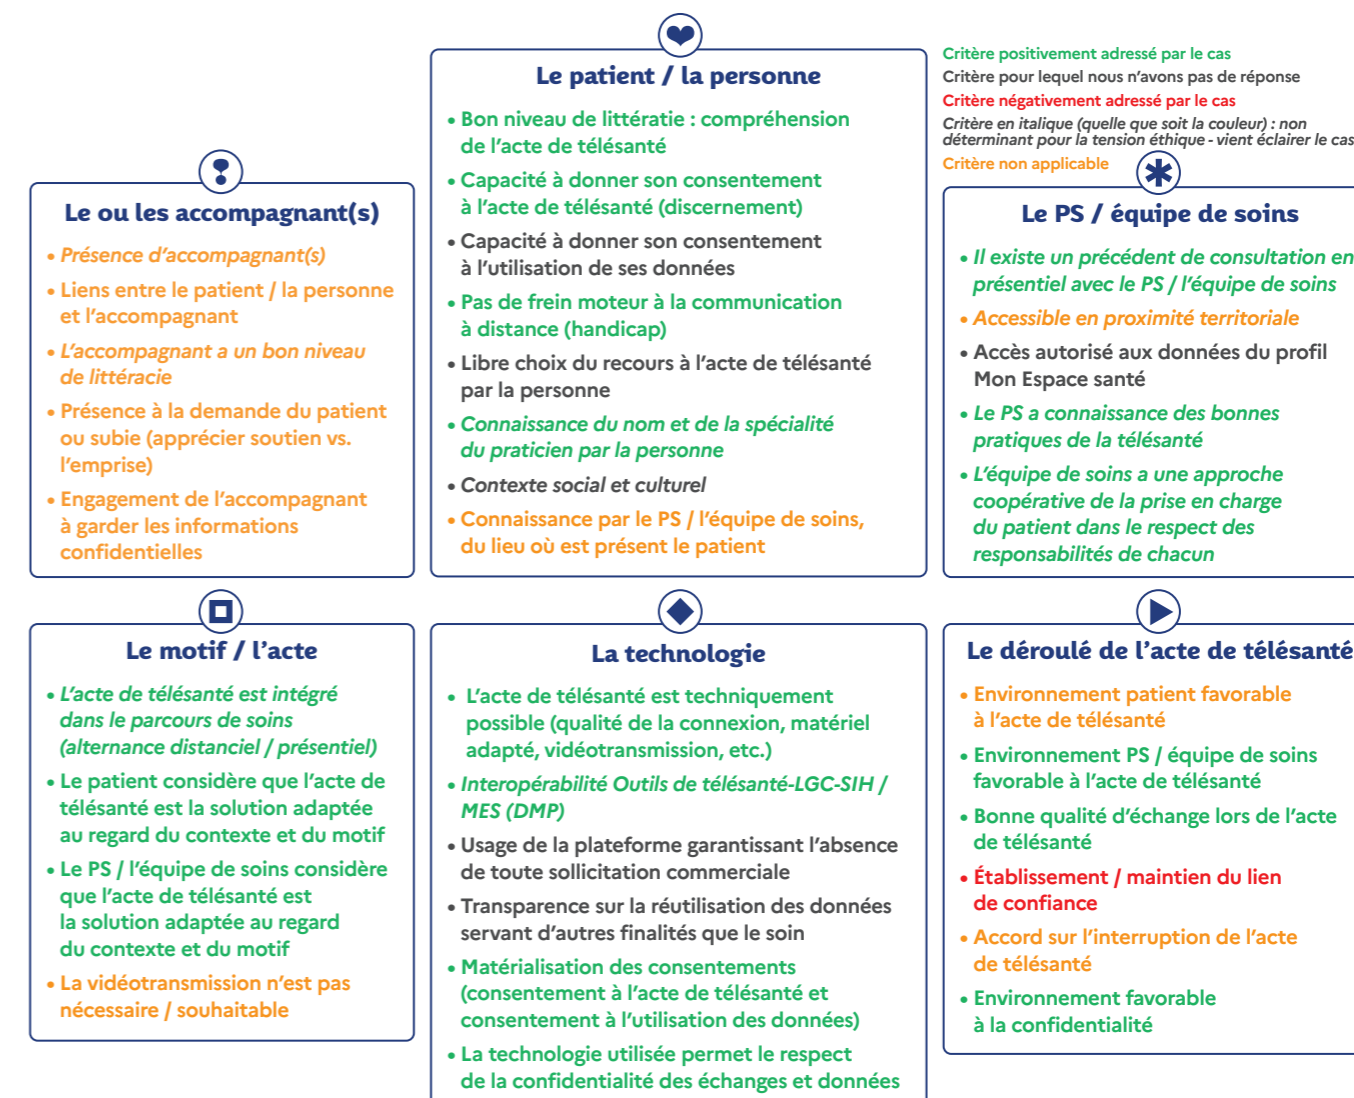 Le patient / la personne
• Bon niveau de littératie : compréhension
de l'acte de télésanté
• Capacité à donner son consentement
à l'acte de télésanté (discernement)
• Capacité à donner son consentement
à l'utilisation de ses données
• Pas de frein moteur à la communication
à distance (handicap)
• Libre choix du recours à l'acte de télésanté
par la personne
• Connaissance du nom et de la spécialité
du praticien par la personne
• Contexte social et culturel
• Connaissance par le PS / l'équipe de soins,
du lieu où est présent le patient
Critère positivement adressé par le cas
Critère pour lequel nous n'avons pas de réponse
Critère négativement adressé par le cas
Critère en italique (quelle que soit la couleur) : non
déterminant pour la tension éthique - vient éclairer le cas
Critère non applicable
Le ou les accompagnant(s)
• Présence d'accompagnant(s)
• Liens entre le patient / la personne
et l'accompagnant
• L'accompagnant a un bon niveau
de littéracie
• Présence à la demande du patient
ou subie (apprécier soutien vs.
l'emprise)
• Engagement de l'accompagnant
à garder les informations
confidentielles
Le PS / équipe de soins
• Il existe un précédent de consultation en
présentiel avec le PS / l'équipe de soins
• Accessible en proximité territoriale
• Accès autorisé aux données du profil
Mon Espace santé
• Le PS a connaissance des bonnes
pratiques de la télésanté
• L'équipe de soins a une approche
coopérative de la prise en charge
du patient dans le respect des
responsabilités de chacun
Le motif / l'acte
• L'acte de télésanté est intégré
dans le parcours de soins
(alternance distanciel / présentiel)
• Le patient considère que l'acte de
télésanté est la solution adaptée
au regard du contexte et du motif
• Le PS / l'équipe de soins considère
que l'acte de télésanté est
la solution adaptée au regard
du contexte et du motif
• La vidéotransmission n'est pas
nécessaire / souhaitable
La technologie
• L'acte de télésanté est techniquement
possible (qualité de la connexion, matériel
adapté, vidéotransmission, etc.)
• Interopérabilité Outils de télésanté-LGC-SIH /
MES (DMP)
• Usage de la plateforme garantissant l'absence
de toute sollicitation commerciale
• Transparence sur la réutilisation des données
servant d'autres finalités que le soin
• Matérialisation des consentements
(consentement à l'acte de télésanté et
consentement à l'utilisation des données)
• La technologie utilisée permet le respect
de la confidentialité des échanges et données
Le déroulé de l'acte de télésanté
• Environnement patient favorable
à l'acte de télésanté
• Environnement PS / équipe de soins
favorable à l'acte de télésanté
• Bonne qualité d'échange lors de l'acte
de télésanté
• Établissement / maintien du lien
de confiance
• Accord sur l'interruption de l'acte
de télésanté
• Environnement favorable
à la confidentialité